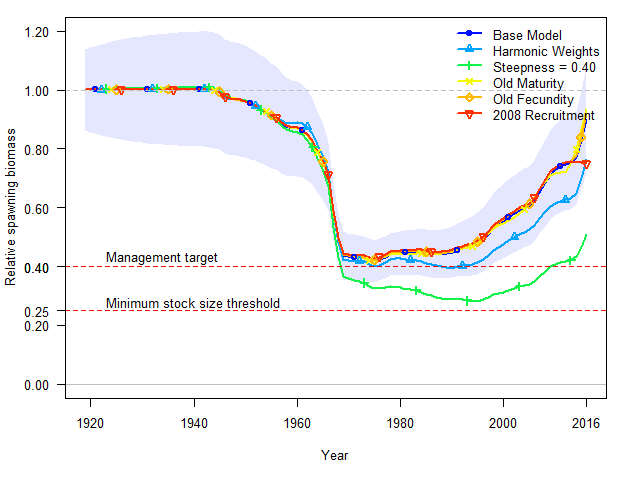 1.20
1.00
0.80
0.60
0.40
0.25
0.20
0.00
Relative spawning biomass
Base Model
Harmonic Weights
Steepness = 0.40
Old Maturity
Old Fecundity
2008 Recruitment
Management target
Minimum stock size threshold
1920
1940
1960
1980
2000
2016
Year